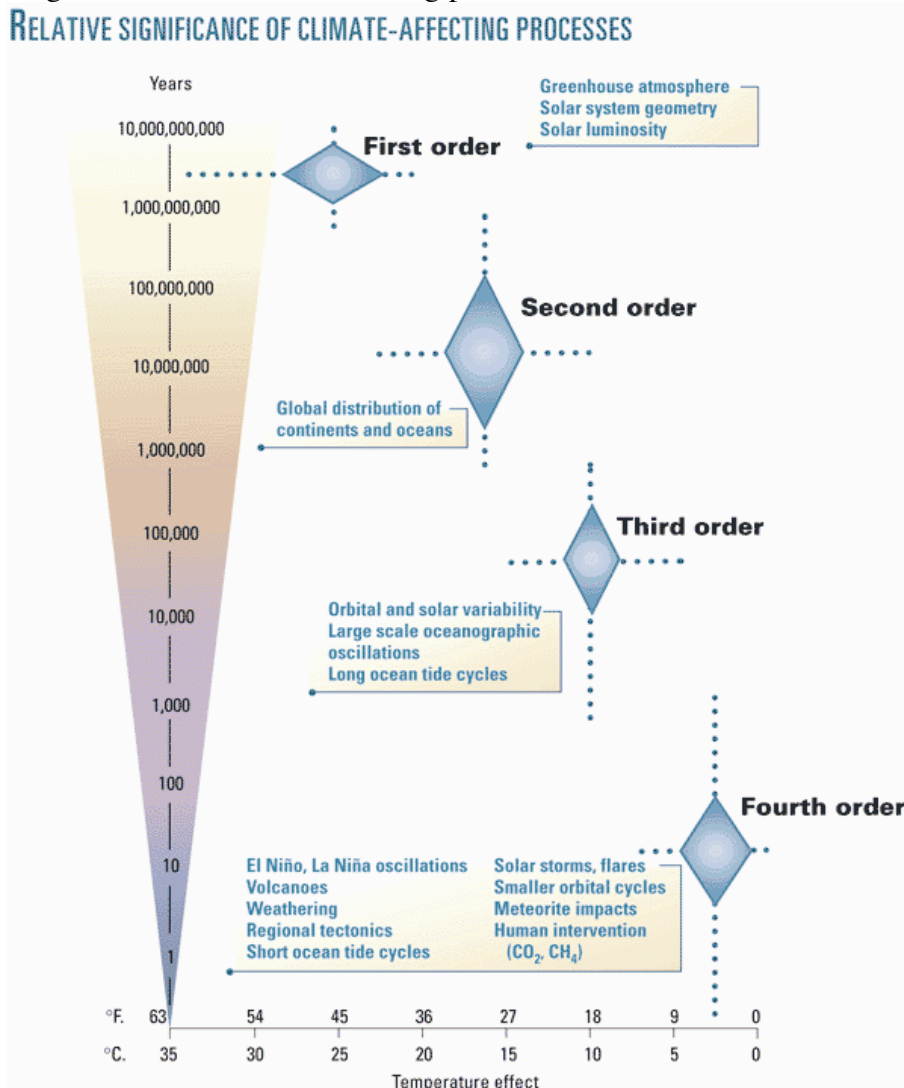 RELATIVE SIGNIFICANCE OF CLIMATE-AFFECTING PROCESSES
Years
10,000,000,000
1,000,000,000
100,000,000
10,000,000
1,000,000
100,000
10,000
1,000
100
10
1
First order
Greenhouse atmosphere
Solar system geometry
Solar luminosity
Second order
Global distribution of
continents and oceans
Third order
Orbital and solar variability
Large scale oceanographic
oscillations
Long ocean tide cycles
Fourth order
El Niño, La Niña oscillations
Volcanoes
Weathering
Regional tectonics
Short ocean tide cycles
Solar storms, flares
Smaller orbital cycles
Meteorite impacts
Human intervention
(CO₂, CH₄)
°F. 63 54 45 36 27 18 9 0
°C. 35 30 25 20 15 10 5 0
Temperature effect